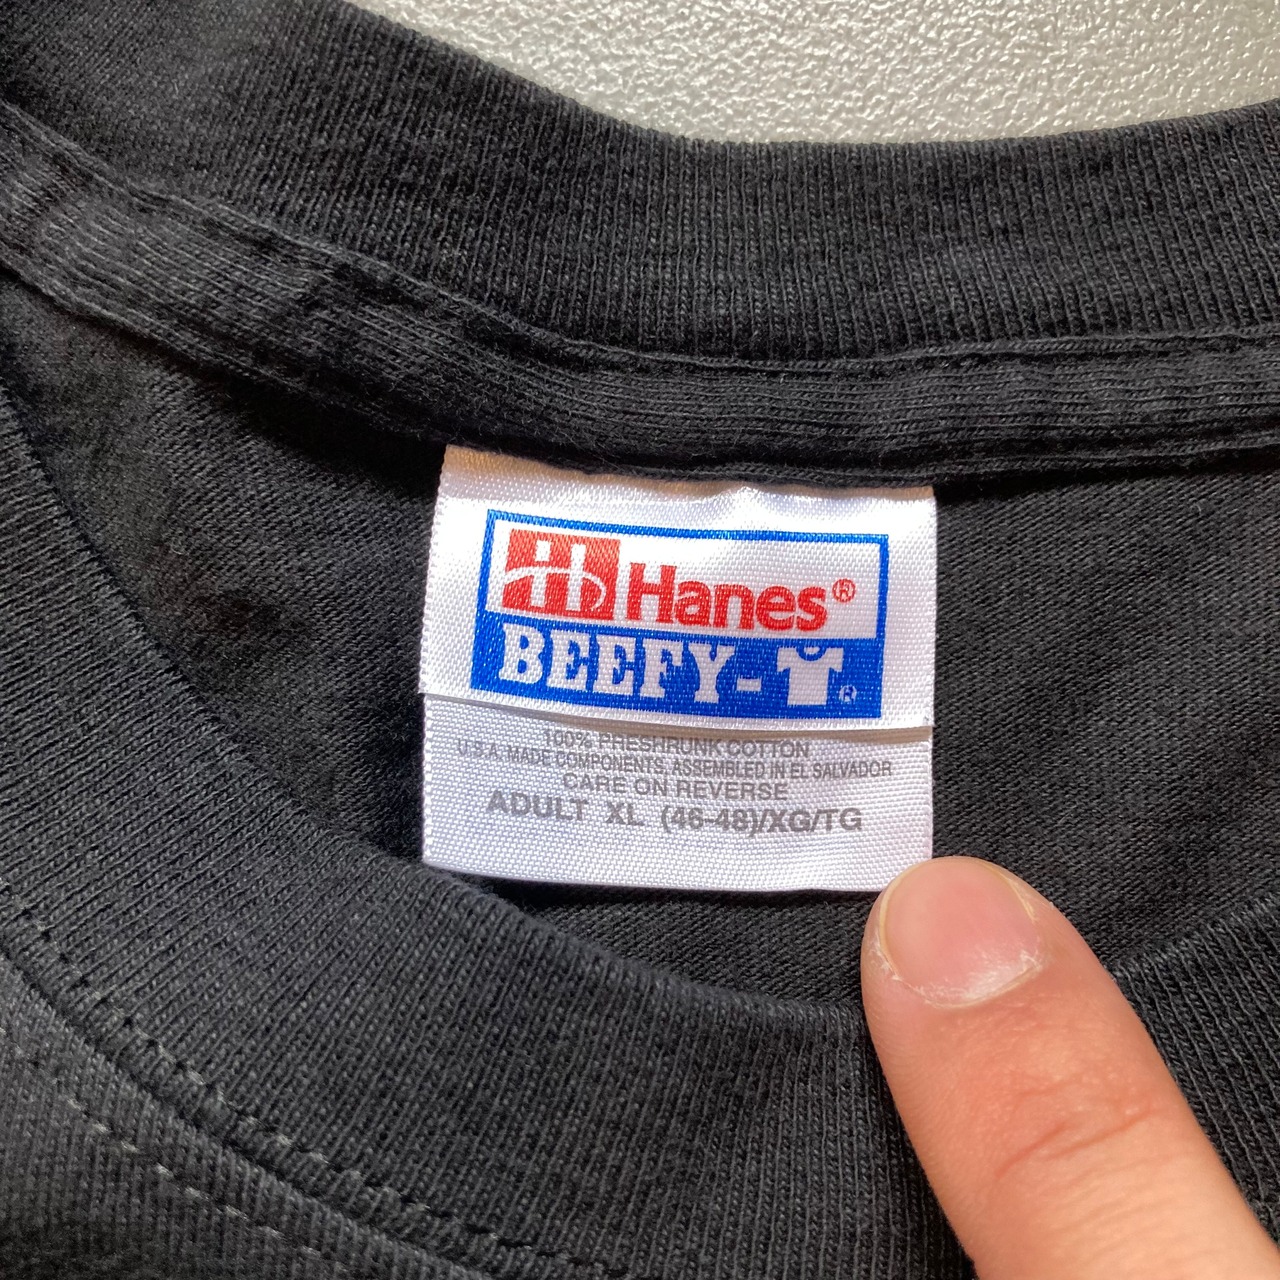 Hanes®
BEEFY-T®
100% PRESHRUNK COTTON
U.S.A. MADE COMPONENTS, ASSEMBLED IN EL SALVADOR
CARE ON REVERSE
ADULT XL (46-48)/XG/TG